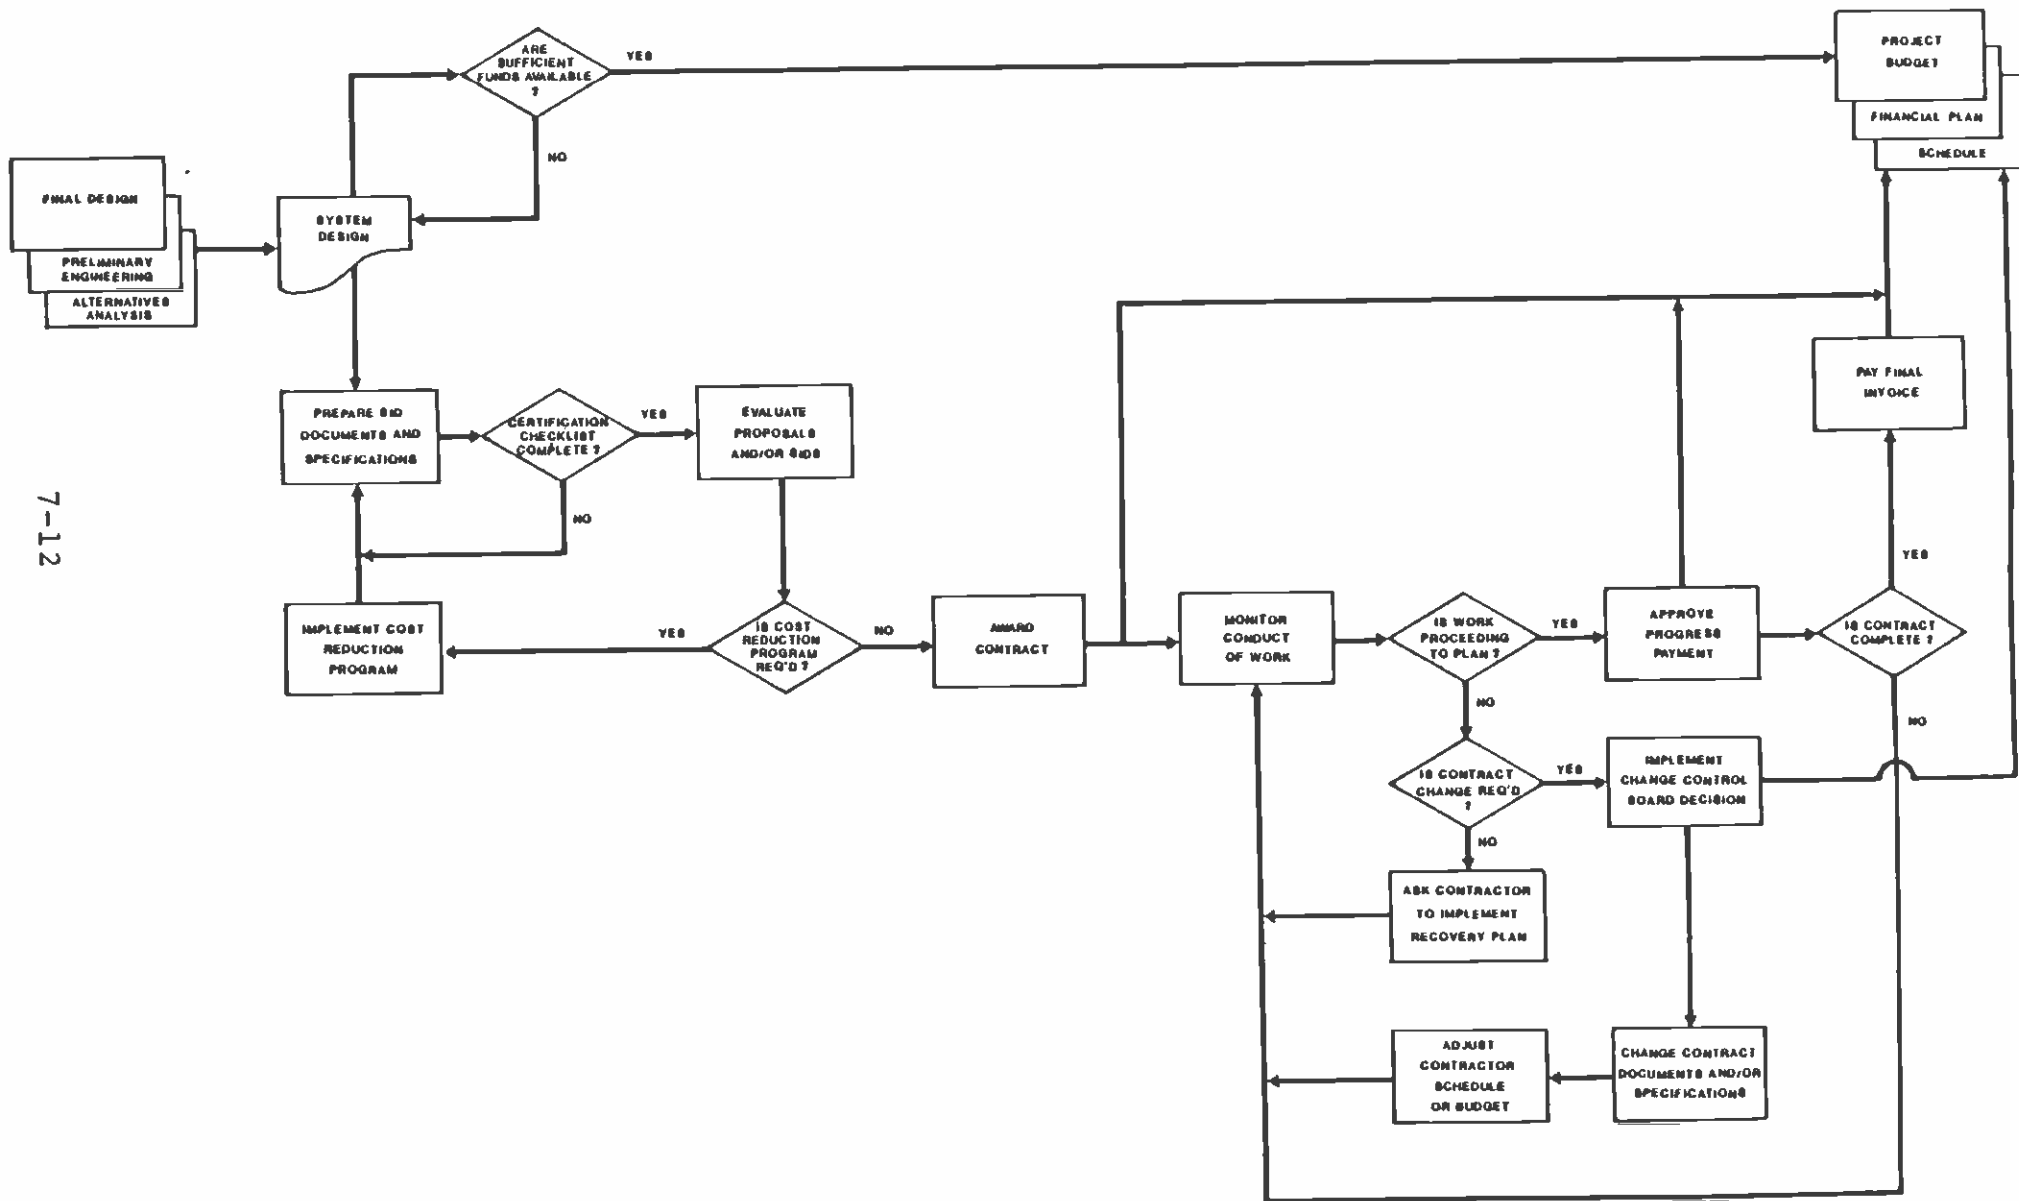 ARE
SUFFICIENT
FUNDS AVAILABLE
?
YES
NO
PROJECT
BUDGET
FINANCIAL PLAN
SCHEDULE
FINAL DESIGN
PRELIMINARY
ENGINEERING
ALTERNATIVES
ANALYSIS
SYSTEM
DESIGN
PREPARE BID
DOCUMENTS AND
SPECIFICATIONS
CERTIFICATION
CHECKLIST
COMPLETE ?
YES
NO
EVALUATE
PROPOSALS
AND/OR BIDS
PAY FINAL
INVOICE
YES
7-12
IMPLEMENT COST
REDUCTION
PROGRAM
YES
IS COST
REDUCTION
PROGRAM
REQ'D ?
NO
AWARD
CONTRACT
MONITOR
CONDUCT
OF WORK
IS WORK
PROCEEDING
TO PLAN ?
YES
NO
APPROVE
PROGRESS
PAYMENT
IS CONTRACT
COMPLETE ?
NO
IS CONTRACT
CHANGE REQ'D
?
YES
NO
IMPLEMENT
CHANGE CONTROL
BOARD DECISION
ASK CONTRACTOR
TO IMPLEMENT
RECOVERY PLAN
ADJUST
CONTRACTOR
SCHEDULE
OR BUDGET
CHANGE CONTRACT
DOCUMENTS AND/OR
SPECIFICATIONS